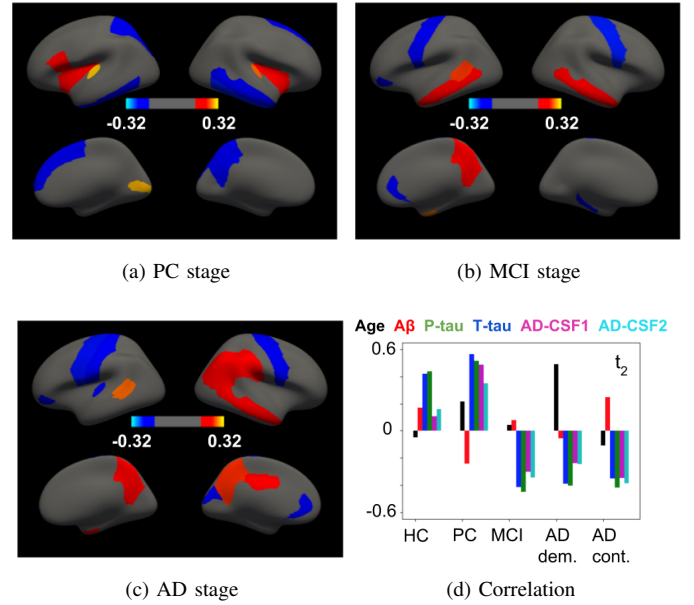 -0.32 0.32
-0.32 0.32
(a) PC stage
(b) MCI stage
-0.32 0.32
(c) AD stage
Age Aβ P-tau T-tau AD-CSF1 AD-CSF2
0.6
t2
0
-0.6
HC PC MCI AD dem. AD cont.
(d) Correlation